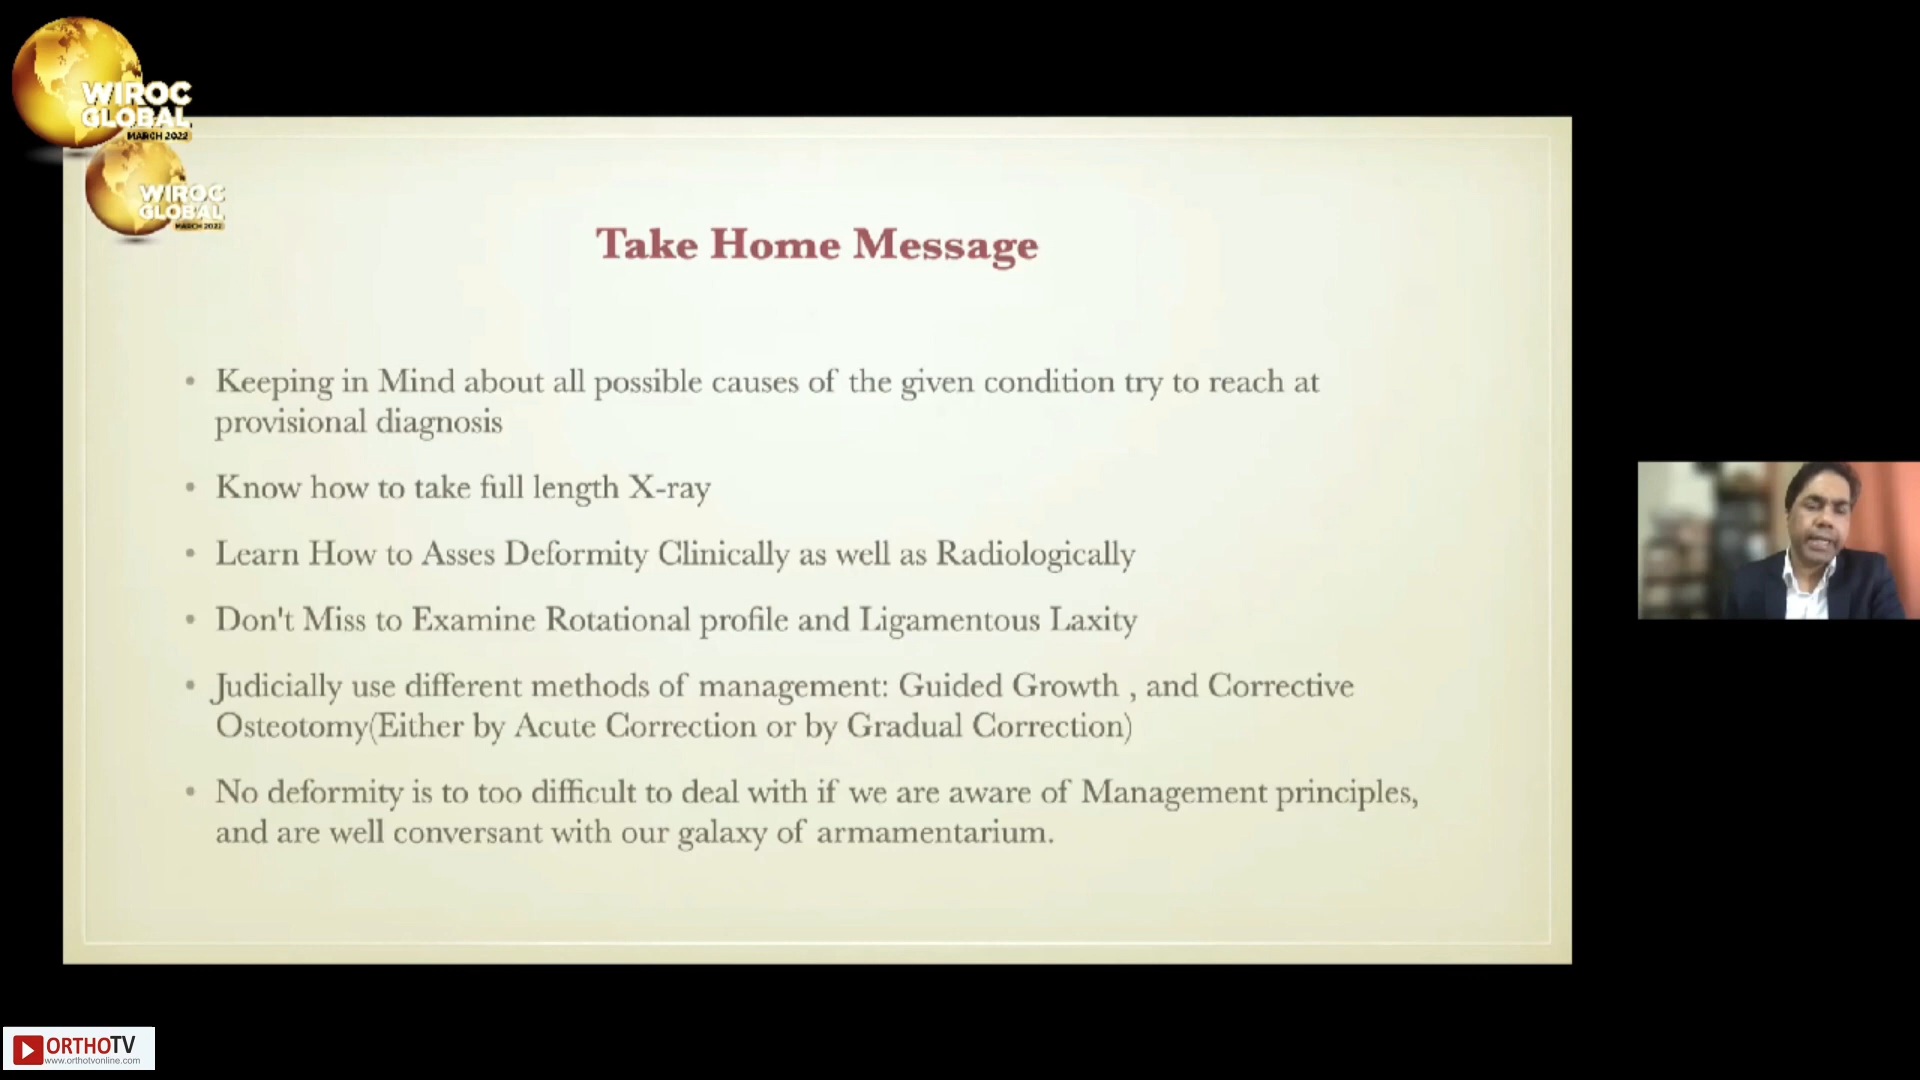 WIROC
GLOBAL
MARCH 2022
WIROC
GLOBAL
MARCH 2022
Take Home Message
• Keeping in Mind about all possible causes of the given condition try to reach at
provisional diagnosis
• Know how to take full length X-ray
• Learn How to Asses Deformity Clinically as well as Radiologically
• Don't Miss to Examine Rotational profile and Ligamentous Laxity
• Judicially use different methods of management: Guided Growth , and Corrective
Osteotomy(Either by Acute Correction or by Gradual Correction)
• No deformity is to too difficult to deal with if we are aware of Management principles,
and are well conversant with our galaxy of armamentarium.
ORTHOTV
www.orthotvonline.com